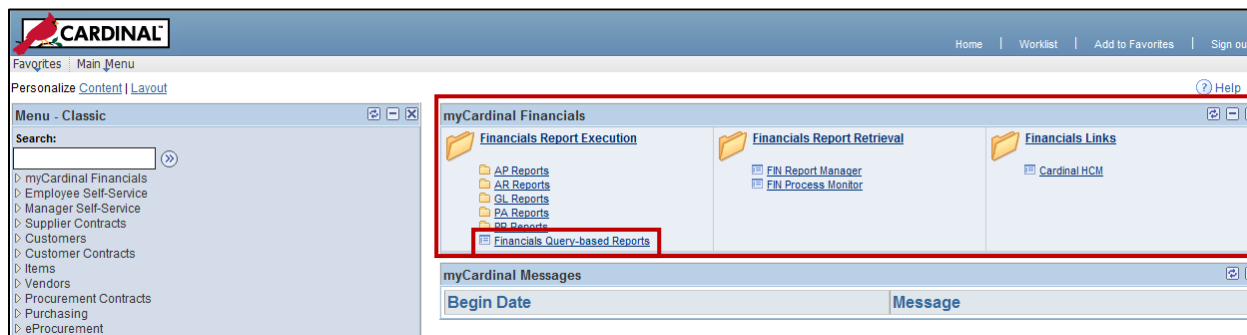 CARDINAL
Home | Worklist | Add to Favorites | Sign ou
Favorites Main Menu
Personalize Content | Layout
Help
Menu - Classic
Search:
myCardinal Financials
Employee Self-Service
Manager Self-Service
Supplier Contracts
Customers
Customer Contracts
Items
Vendors
Procurement Contracts
Purchasing
eProcurement
myCardinal Financials
Financials Report Execution
AP Reports
AR Reports
GL Reports
PA Reports
PR Reports
Financials Query-based Reports
Financials Report Retrieval
FIN Report Manager
FIN Process Monitor
Financials Links
Cardinal HCM
myCardinal Messages
Begin Date Message